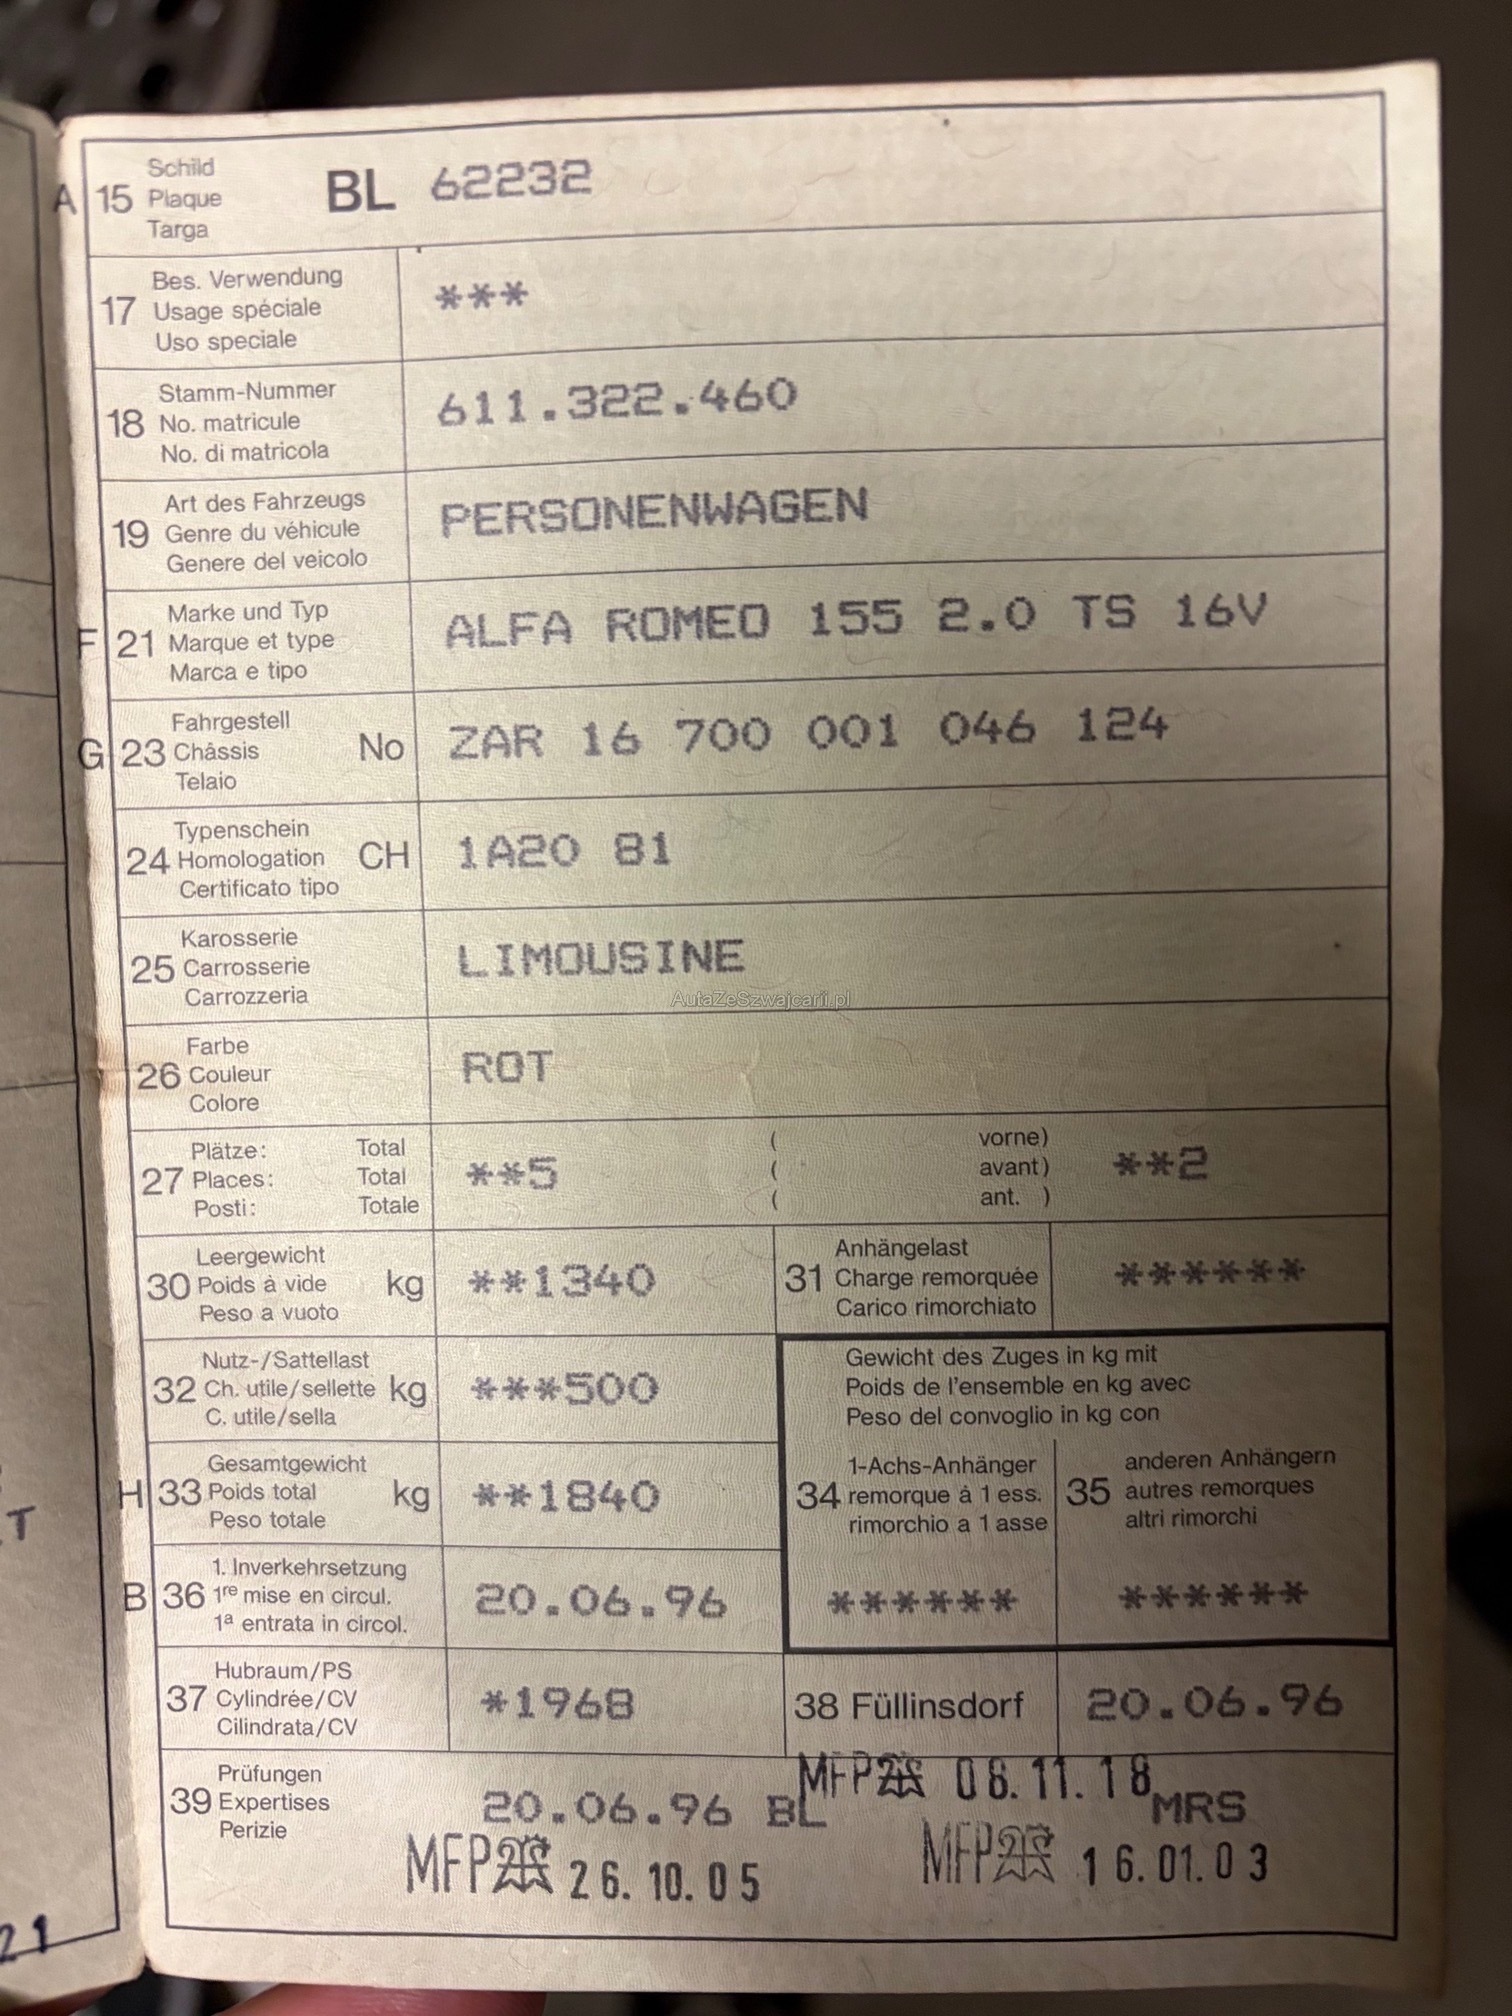 A 15 Schild
Plaque
Targa
BL 62232
17 Bes. Verwendung
Usage spéciale
Uso speciale
***
18 Stamm-Nummer
No. matricule
No. di matricola
611.322.460
19 Art des Fahrzeugs
Genre du véhicule
Genere del veicolo
PERSONENWAGEN
F 21 Marke und Typ
Marque et type
Marca e tipo
ALFA ROMEO 155 2.0 TS 16V
G 23 Fahrgestell
Châssis
Telaio
No ZAR 16 700 001 046 124
24 Typenschein
Homologation
Certificato tipo
CH 1A20 81
25 Karosserie
Carrosserie
Carrozzeria
LIMOUSINE
AutaZeSzwajcarii.pl
26 Farbe
Couleur
Colore
ROT
27 Plätze: Total
Places: Total
Posti: Totale
**5
( vorne)
( avant)
( ant. )
**2
30 Leergewicht
Poids à vide
Peso a vuoto
kg **1340
31 Anhängelast
Charge remorquée
Carico rimorchiato
******
32 Nutz-/Sattellast
Ch. utile/sellette
C. utile/sella
kg ***500
Gewicht des Zuges in kg mit
Poids de l'ensemble en kg avec
Peso del convoglio in kg con
H 33 Gesamtgewicht
Poids total
Peso totale
kg **1840
34 1-Achs-Anhänger
remorque à 1 ess.
rimorchio a 1 asse
******
35 anderen Anhängern
autres remorques
altri rimorchi
******
B 36 1. Inverkehrsetzung
1re mise en circul.
1a entrata in circol.
20.06.96
37 Hubraum/PS
Cylindrée/CV
Cilindrata/CV
*1968
38 Füllinsdorf 20.06.96
39 Prüfungen
Expertises
Perizie
MFP 08.11.18
20.06.96 BL MRS
MFP 26.10.05
MFP 16.01.03
T
21